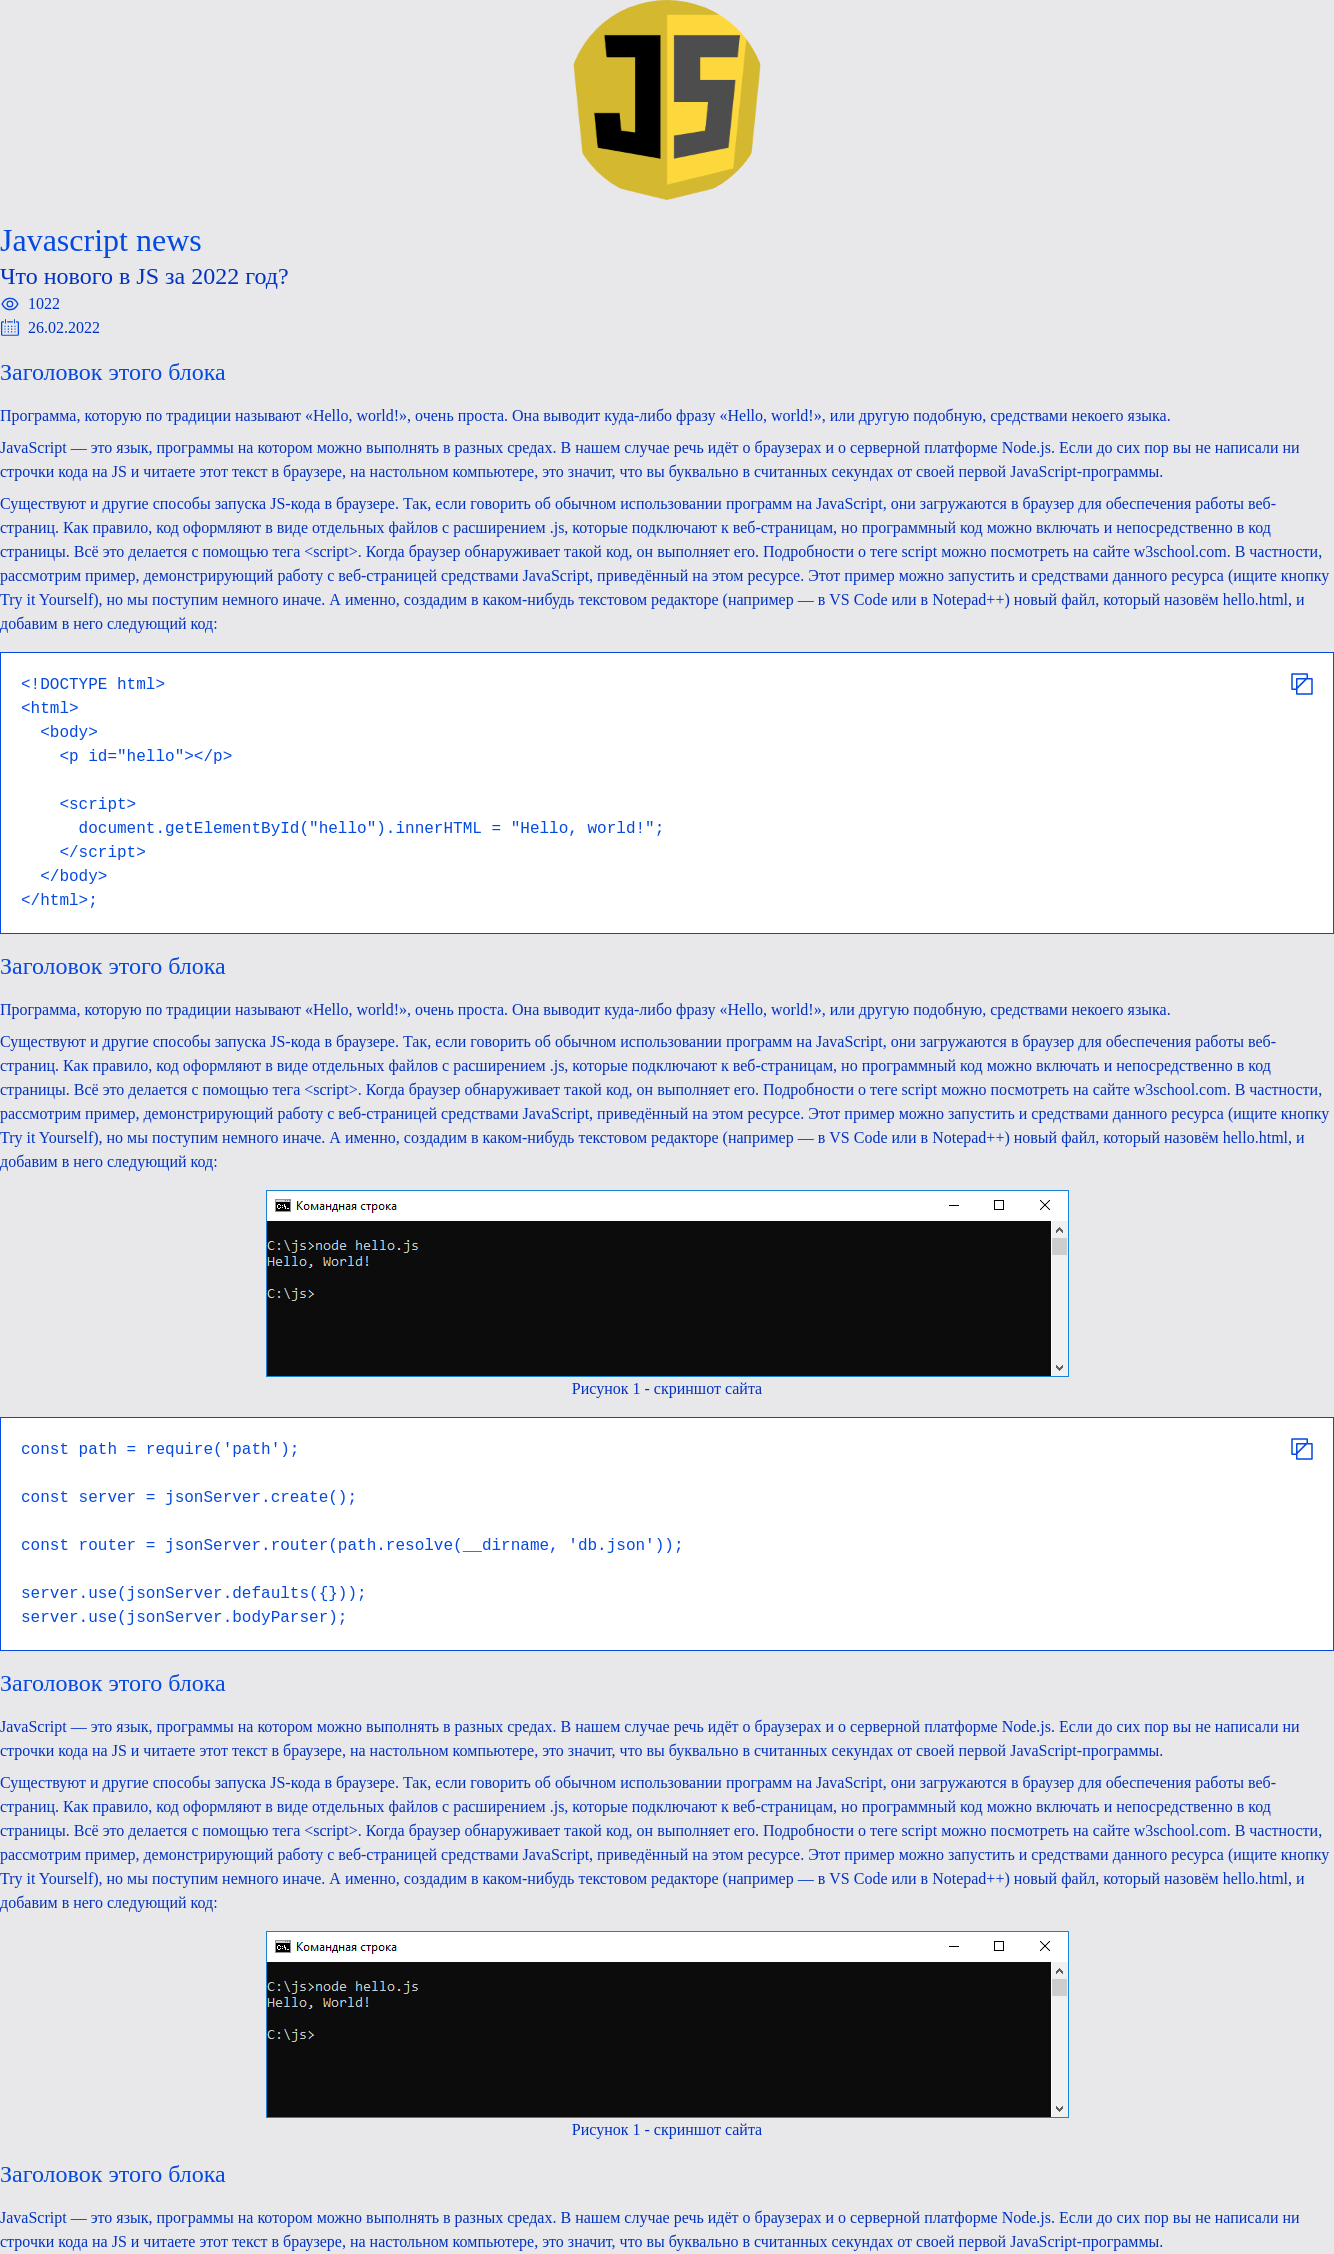 JS
Javascript news
Что нового в JS за 2022 год?
1022
26.02.2022
Заголовок этого блока
Программа, которую по традиции называют «Hello, world!», очень проста. Она выводит куда-либо фразу «Hello, world!», или другую подобную, средствами некоего языка.
JavaScript — это язык, программы на котором можно выполнять в разных средах. В нашем случае речь идёт о браузерах и о серверной платформе Node.js. Если до сих пор вы не написали ни
строчки кода на JS и читаете этот текст в браузере, на настольном компьютере, это значит, что вы буквально в считанных секундах от своей первой JavaScript-программы.
Существуют и другие способы запуска JS-кода в браузере. Так, если говорить об обычном использовании программ на JavaScript, они загружаются в браузер для обеспечения работы веб-
страниц. Как правило, код оформляют в виде отдельных файлов с расширением .js, которые подключают к веб-страницам, но программный код можно включать и непосредственно в код
страницы. Всё это делается с помощью тега <script>. Когда браузер обнаруживает такой код, он выполняет его. Подробности о теге script можно посмотреть на сайте w3school.com. В частности,
рассмотрим пример, демонстрирующий работу с веб-страницей средствами JavaScript, приведённый на этом ресурсе. Этот пример можно запустить и средствами данного ресурса (ищите кнопку
Try it Yourself), но мы поступим немного иначе. А именно, создадим в каком-нибудь текстовом редакторе (например — в VS Code или в Notepad++) новый файл, который назовём hello.html, и
добавим в него следующий код:
<!DOCTYPE html>
<html>
  <body>
    <p id="hello"></p>

    <script>
      document.getElementById("hello").innerHTML = "Hello, world!";
    </script>
  </body>
</html>;
Заголовок этого блока
Программа, которую по традиции называют «Hello, world!», очень проста. Она выводит куда-либо фразу «Hello, world!», или другую подобную, средствами некоего языка.
Существуют и другие способы запуска JS-кода в браузере. Так, если говорить об обычном использовании программ на JavaScript, они загружаются в браузер для обеспечения работы веб-
страниц. Как правило, код оформляют в виде отдельных файлов с расширением .js, которые подключают к веб-страницам, но программный код можно включать и непосредственно в код
страницы. Всё это делается с помощью тега <script>. Когда браузер обнаруживает такой код, он выполняет его. Подробности о теге script можно посмотреть на сайте w3school.com. В частности,
рассмотрим пример, демонстрирующий работу с веб-страницей средствами JavaScript, приведённый на этом ресурсе. Этот пример можно запустить и средствами данного ресурса (ищите кнопку
Try it Yourself), но мы поступим немного иначе. А именно, создадим в каком-нибудь текстовом редакторе (например — в VS Code или в Notepad++) новый файл, который назовём hello.html, и
добавим в него следующий код:
Командная строка
C:\js>node hello.js
Hello, World!
C:\js>
Рисунок 1 - скриншот сайта
const path = require('path');

const server = jsonServer.create();

const router = jsonServer.router(path.resolve(__dirname, 'db.json'));

server.use(jsonServer.defaults({}));
server.use(jsonServer.bodyParser);
Заголовок этого блока
JavaScript — это язык, программы на котором можно выполнять в разных средах. В нашем случае речь идёт о браузерах и о серверной платформе Node.js. Если до сих пор вы не написали ни
строчки кода на JS и читаете этот текст в браузере, на настольном компьютере, это значит, что вы буквально в считанных секундах от своей первой JavaScript-программы.
Существуют и другие способы запуска JS-кода в браузере. Так, если говорить об обычном использовании программ на JavaScript, они загружаются в браузер для обеспечения работы веб-
страниц. Как правило, код оформляют в виде отдельных файлов с расширением .js, которые подключают к веб-страницам, но программный код можно включать и непосредственно в код
страницы. Всё это делается с помощью тега <script>. Когда браузер обнаруживает такой код, он выполняет его. Подробности о теге script можно посмотреть на сайте w3school.com. В частности,
рассмотрим пример, демонстрирующий работу с веб-страницей средствами JavaScript, приведённый на этом ресурсе. Этот пример можно запустить и средствами данного ресурса (ищите кнопку
Try it Yourself), но мы поступим немного иначе. А именно, создадим в каком-нибудь текстовом редакторе (например — в VS Code или в Notepad++) новый файл, который назовём hello.html, и
добавим в него следующий код:
Командная строка
C:\js>node hello.js
Hello, World!
C:\js>
Рисунок 1 - скриншот сайта
Заголовок этого блока
JavaScript — это язык, программы на котором можно выполнять в разных средах. В нашем случае речь идёт о браузерах и о серверной платформе Node.js. Если до сих пор вы не написали ни
строчки кода на JS и читаете этот текст в браузере, на настольном компьютере, это значит, что вы буквально в считанных секундах от своей первой JavaScript-программы.